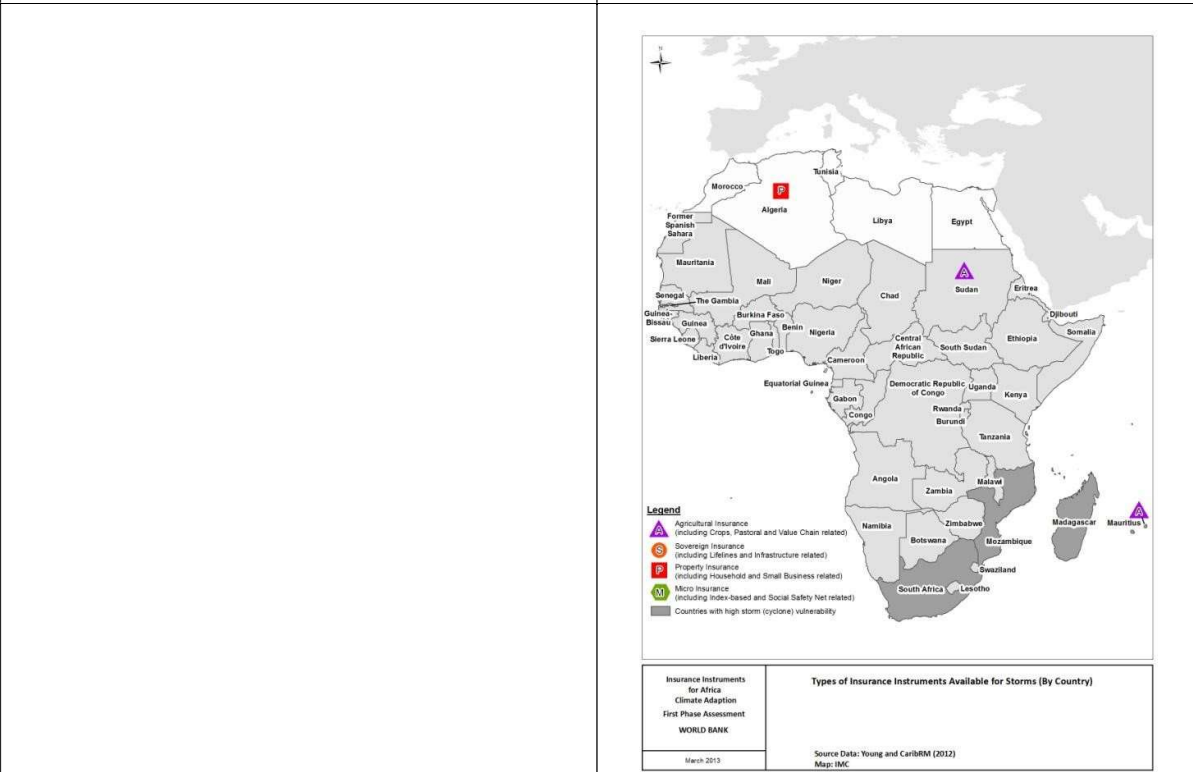 N
Tunisia
Morocco
P
Algeria
Libya
Egypt
Former
Spanish
Sahara
Mauritania
Mali
Niger
A
Sudan
Chad
Eritrea
Senegal
The Gambia
Djibouti
Guinea-
Bissau
Guinea
Burkina Faso
Benin
Nigeria
Somalia
Sierra Leone
Côte
d'Ivoire
Ghana
Togo
Central
African
Republic
South Sudan
Ethiopia
Liberia
Cameroon
Equatorial Guinea
Democratic Republic
of Congo
Uganda
Kenya
Gabon
Congo
Rwanda
Burundi
Tanzania
Angola
Zambia
Malawi
Namibia
Zimbabwe
Botswana
Mozambique
Madagascar
Mauritius
A
Swaziland
South Africa
Lesotho
Legend
A Agricultural Insurance
(including Crops, Pastoral and Value Chain related)
S Sovereign Insurance
(including Lifelines and Infrastructure related)
P Property Insurance
(including Household and Small Business related)
M Micro Insurance
(including Index-based and Social Safety Net related)
Countries with high storm (cyclone) vulnerability
Insurance Instruments
for Africa
Climate Adaption
First Phase Assessment
WORLD BANK
March 2013
Types of Insurance Instruments Available for Storms (By Country)
Source Data: Young and CaribRM (2012)
Map: IMC